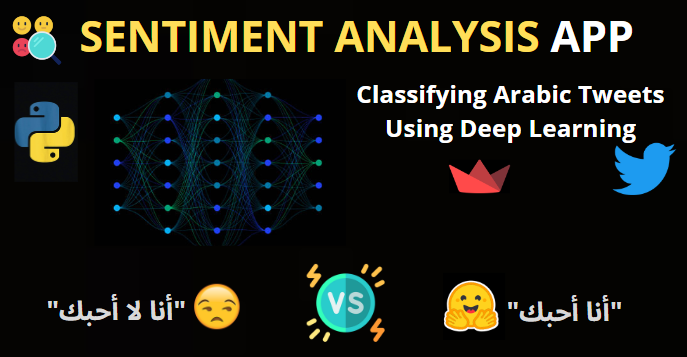 SENTIMENT ANALYSIS APP
Classifying Arabic Tweets
Using Deep Learning
"أنا لا أحبك"
VS
"أنا أحبك"